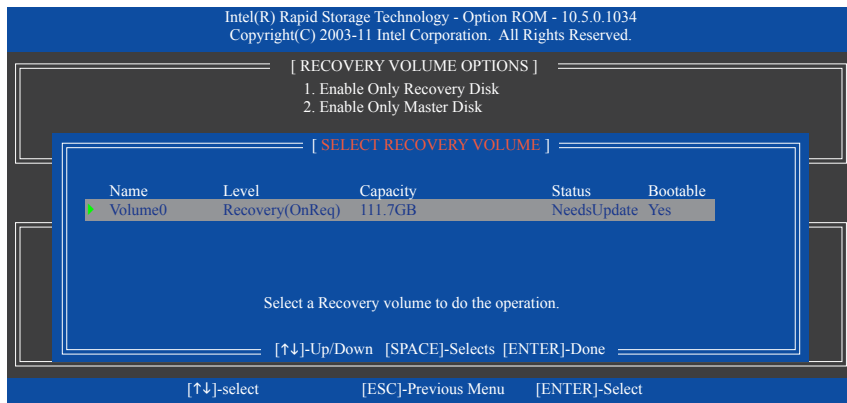 Intel(R) Rapid Storage Technology - Option ROM - 10.5.0.1034
Copyright(C) 2003-11 Intel Corporation. All Rights Reserved.
[ RECOVERY VOLUME OPTIONS ]
1. Enable Only Recovery Disk
2. Enable Only Master Disk
[ SELECT RECOVERY VOLUME ]
Name Level Capacity Status Bootable
Volume0 Recovery(OnReq) 111.7GB NeedsUpdate Yes
Select a Recovery volume to do the operation.
[↑↓]-Up/Down [SPACE]-Selects [ENTER]-Done
[↑↓]-select [ESC]-Previous Menu [ENTER]-Select